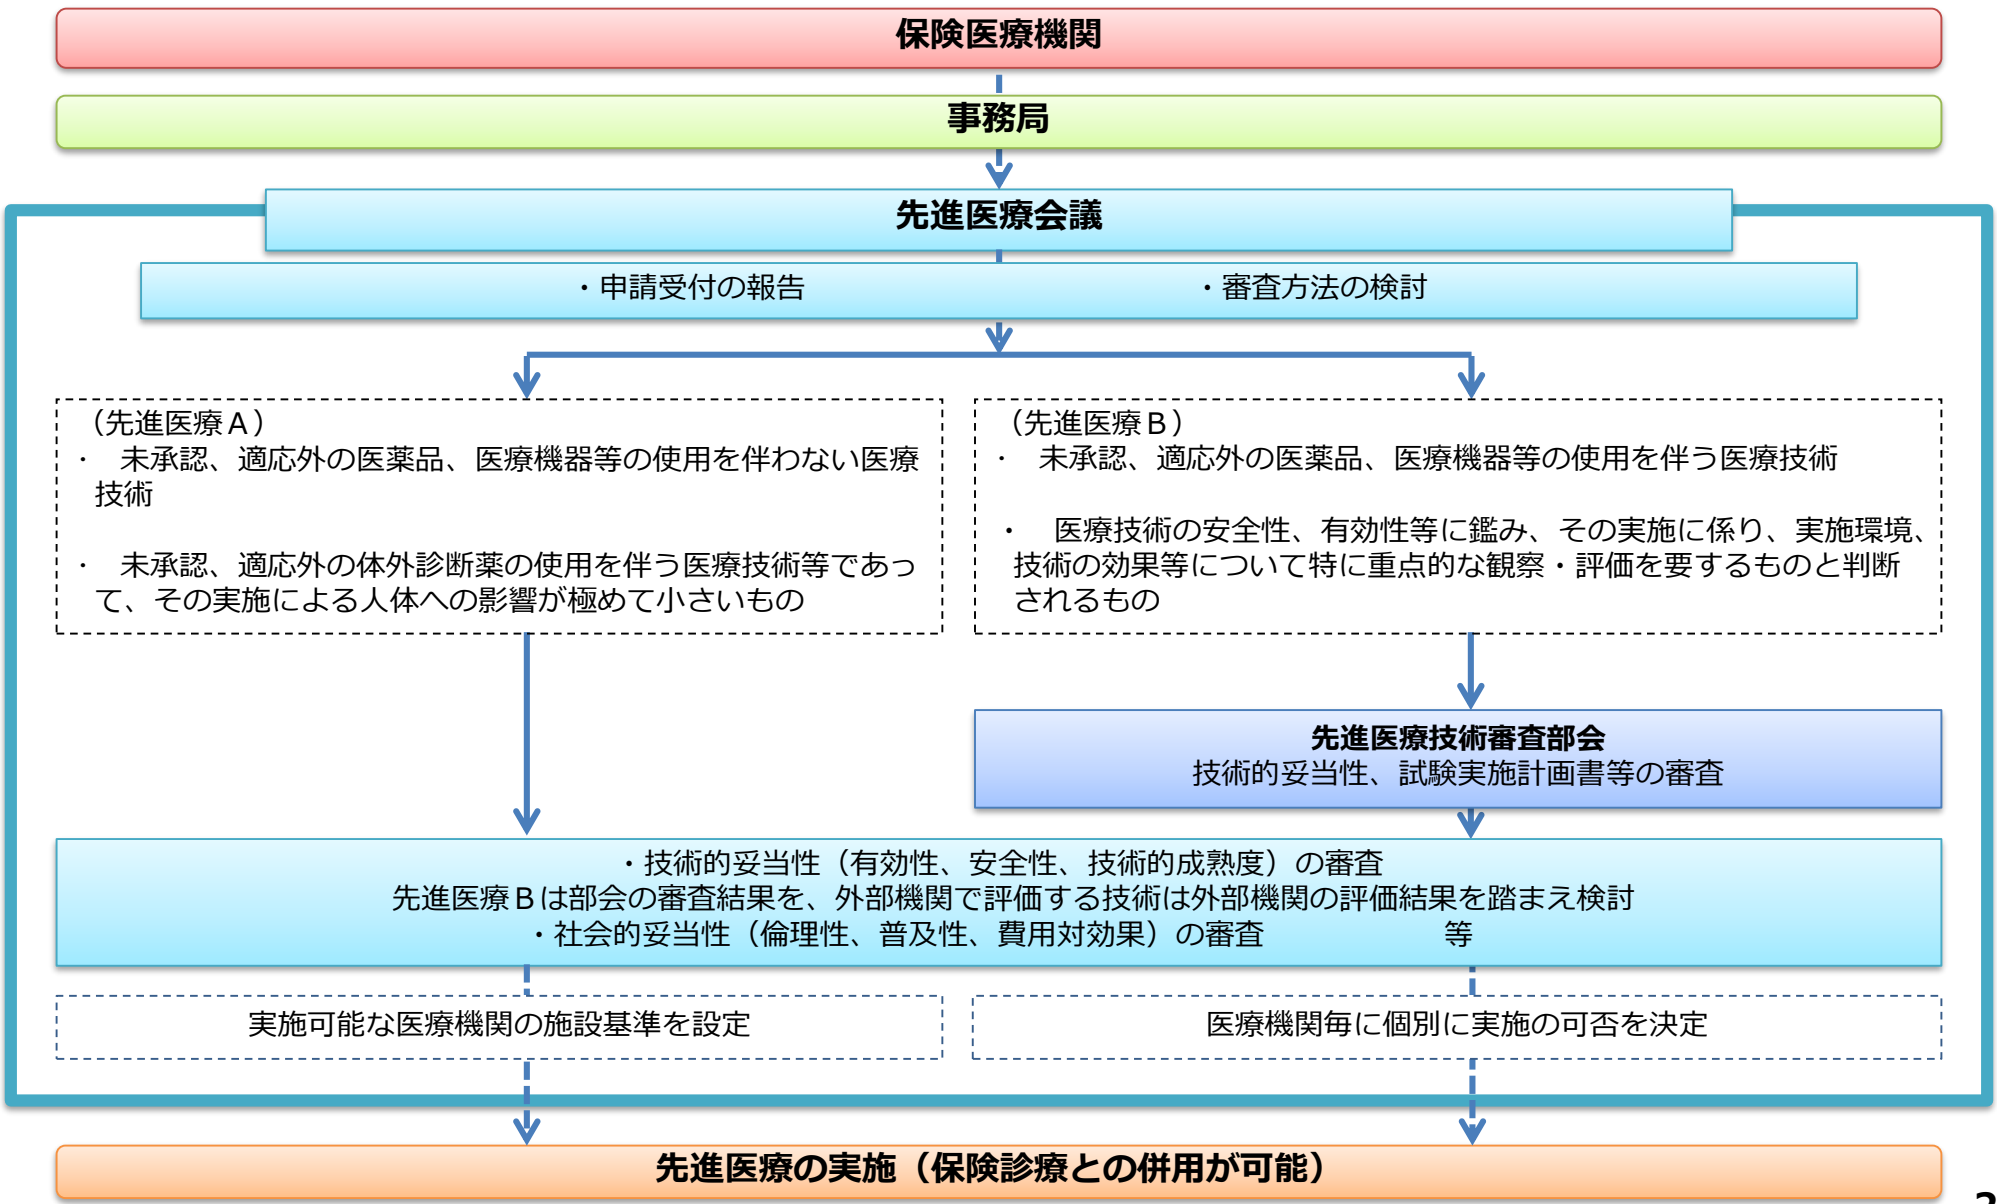 保険医療機関
事務局
先進医療会議
・申請受付の報告　・審査方法の検討
（先進医療Ａ）
・　未承認、適応外の医薬品、医療機器等の使用を伴わない医療
技術
・　未承認、適応外の体外診断薬の使用を伴う医療技術等であっ
て、その実施による人体への影響が極めて小さいもの
（先進医療Ｂ）
・　未承認、適応外の医薬品、医療機器等の使用を伴う医療技術
・　医療技術の安全性、有効性等に鑑み、その実施に係り、実施環境、
技術の効果等について特に重点的な観察・評価を要するものと判断
されるもの
先進医療技術審査部会
技術的妥当性、試験実施計画書等の審査
・技術的妥当性（有効性、安全性、技術的成熟度）の審査
先進医療Ｂは部会の審査結果を、外部機関で評価する技術は外部機関の評価結果を踏まえ検討
・社会的妥当性（倫理性、普及性、費用対効果）の審査　等
実施可能な医療機関の施設基準を設定
医療機関毎に個別に実施の可否を決定
先進医療の実施（保険診療との併用が可能）